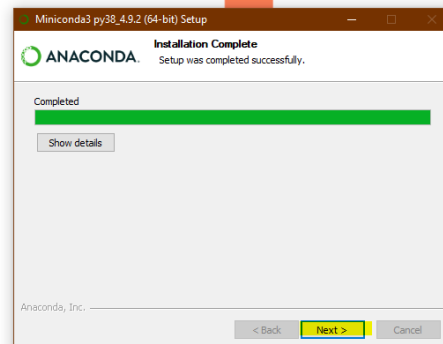 Miniconda3 py38_4.9.2 (64-bit) Setup
ANACONDA.
Installation Complete
Setup was completed successfully.
Completed
Show details
Anaconda, Inc.
< Back
Next >
Cancel